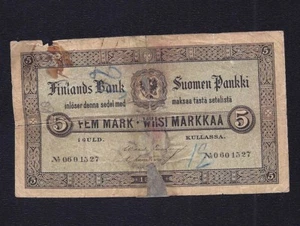 Finlands Bank Suomen Pankki
inlöser denna sedel med maksaa tästä setelistä
5 FEM MARK · WIISI MARKKAA 5
I GULD. KULLASSA.
№ 0601527 № 0601527